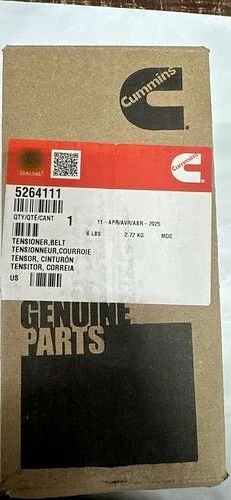 Cummins
Cummins
5264111
QTY/QTÉ/CANT 1 11-APR/AVR/ABR-2025
6 LBS 2.72 KG MDC
TENSIONER,BELT
TENSIONNEUR,COURROIE
TENSOR, CINTURÓN
TENSITOR, CORREIA
US
GENUINE
PARTS